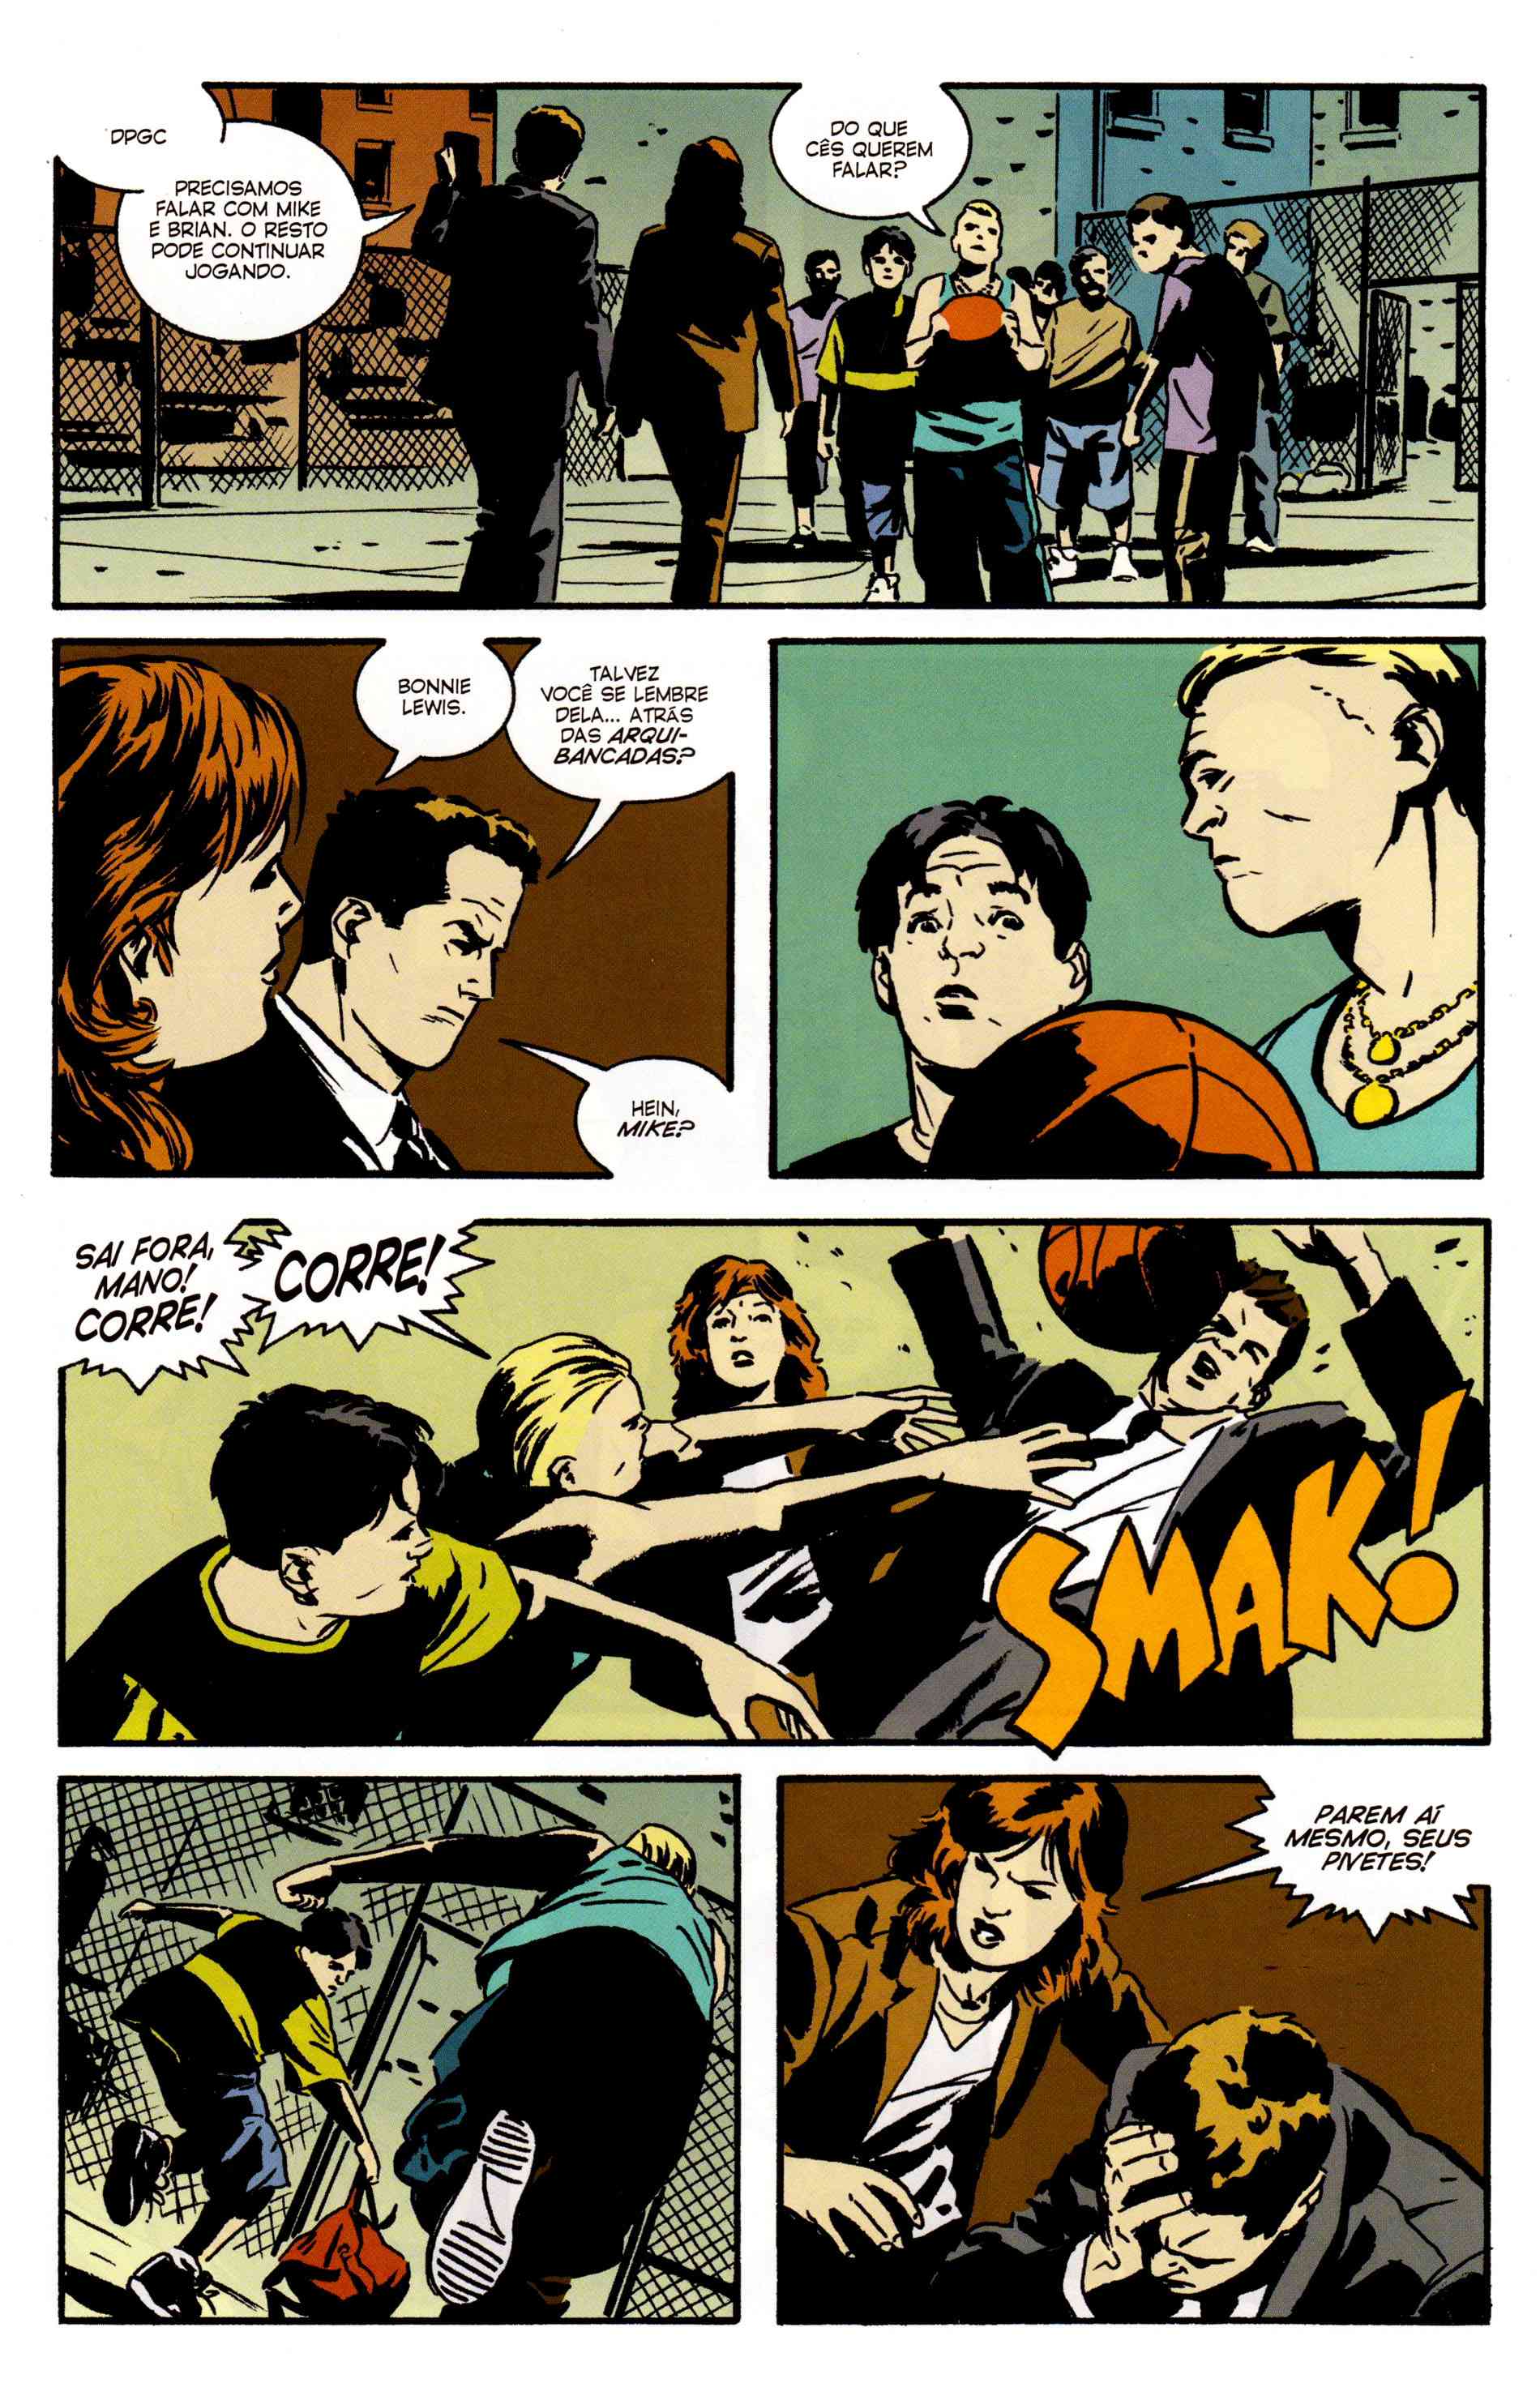 DPGC
PRECISAMOS
FALAR COM MIKE
E BRIAN. O RESTO
PODE CONTINUAR
JOGANDO.
DO QUE
CÊS QUEREM
FALAR?
BONNIE
LEWIS.
TALVEZ
VOCÊ SE LEMBRE
DELA... ATRÁS
DAS ARQUI-
BANCADAS?
HEIN,
MIKE?
SAI FORA,
MANO!
CORRE!
CORRE!
SMAK!
PAREM AÍ
MESMO, SEUS
PIVETES!